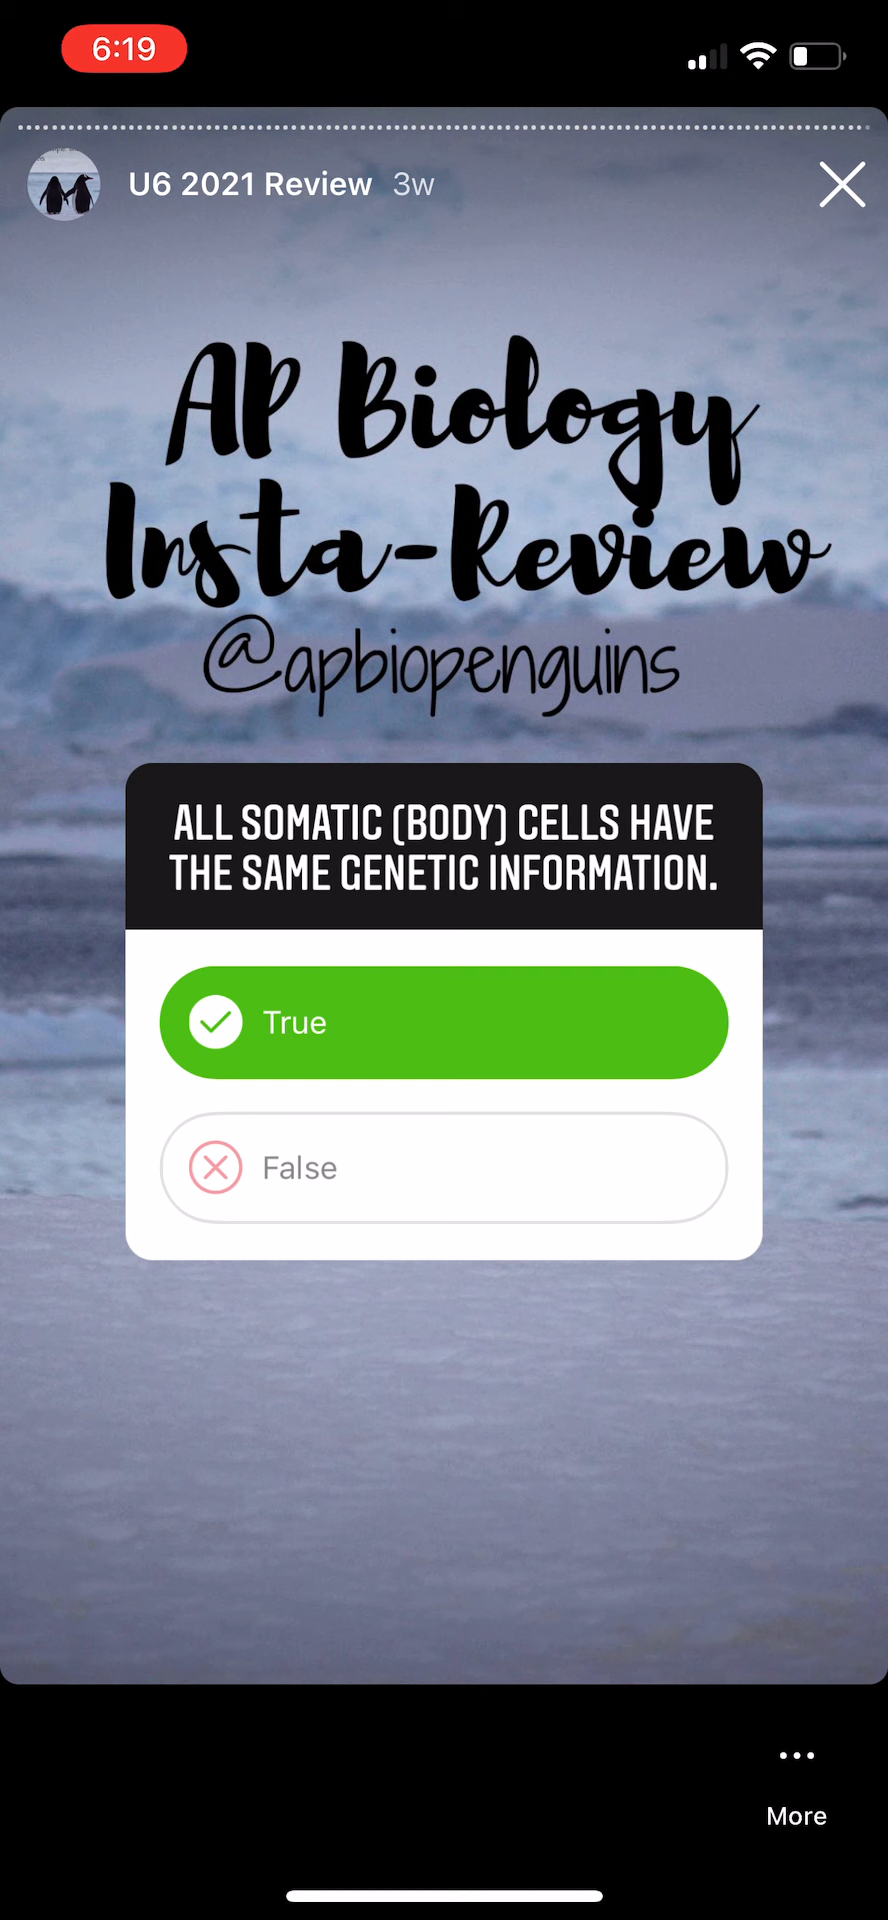 6:19
U6 2021 Review 3w
AP Biology
Insta-Review
@apbiopenguins
ALL SOMATIC (BODY) CELLS HAVE
THE SAME GENETIC INFORMATION.
True
False
More